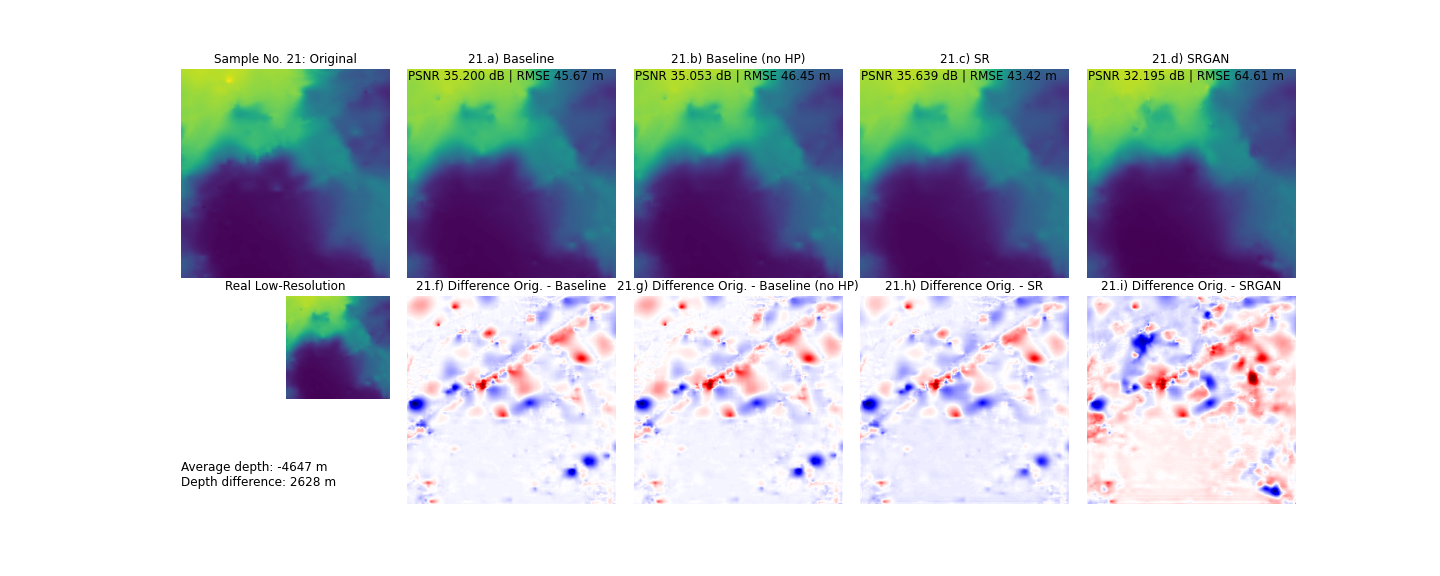 Sample No. 21: Original
21.a) Baseline
21.b) Baseline (no HP)
21.c) SR
21.d) SRGAN
PSNR 35.200 dB | RMSE 45.67 m
PSNR 35.053 dB | RMSE 46.45 m
PSNR 35.639 dB | RMSE 43.42 m
PSNR 32.195 dB | RMSE 64.61 m
Real Low-Resolution
21.f) Difference Orig. - Baseline
21.g) Difference Orig. - Baseline (no HP)
21.h) Difference Orig. - SR
21.i) Difference Orig. - SRGAN
Average depth: -4647 m
Depth difference: 2628 m